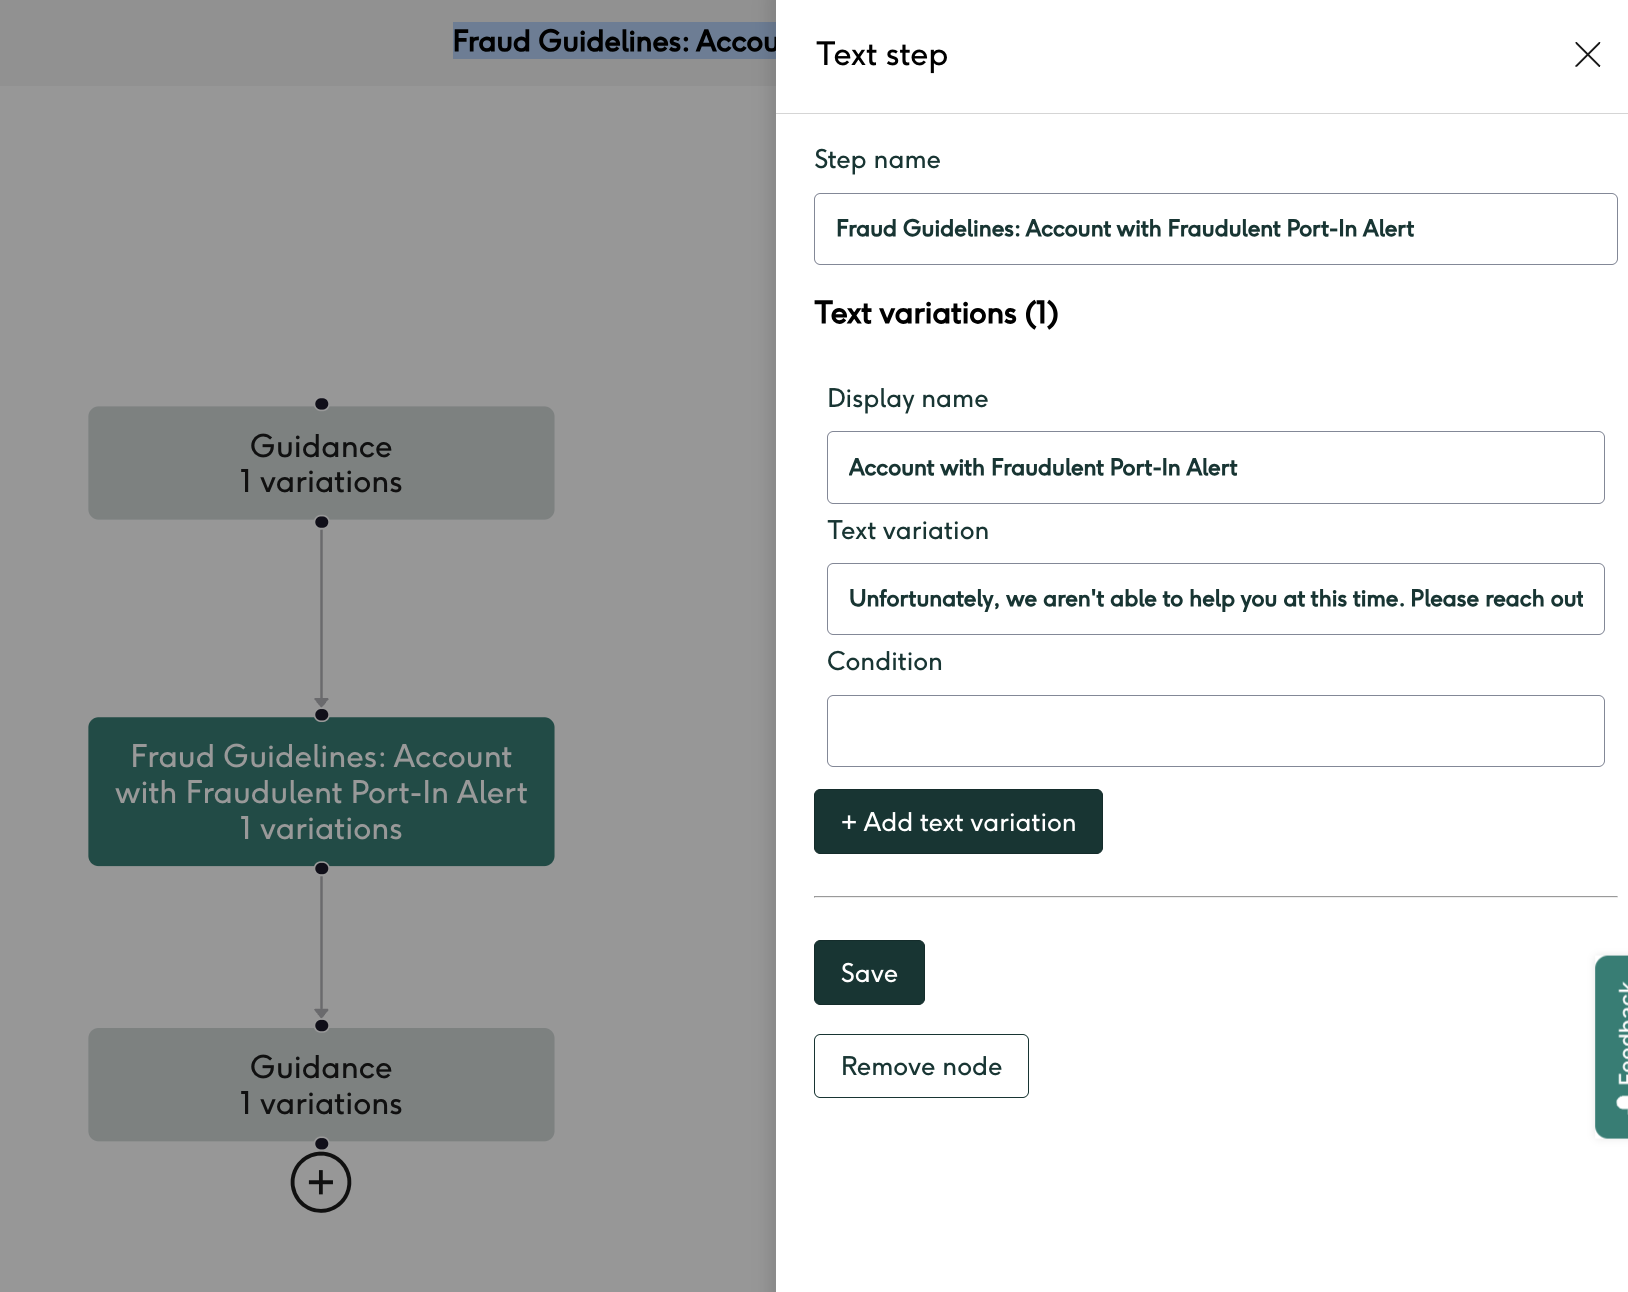 Fraud Guidelines: Accou
Text step
Step name
Fraud Guidelines: Account with Fraudulent Port-In Alert
Text variations (1)
Display name
Account with Fraudulent Port-In Alert
Text variation
Unfortunately, we aren't able to help you at this time. Please reach out
Condition
+ Add text variation
Save
Remove node
Guidance
1 variations
Fraud Guidelines: Account
with Fraudulent Port-In Alert
1 variations
Guidance
1 variations
Feedback